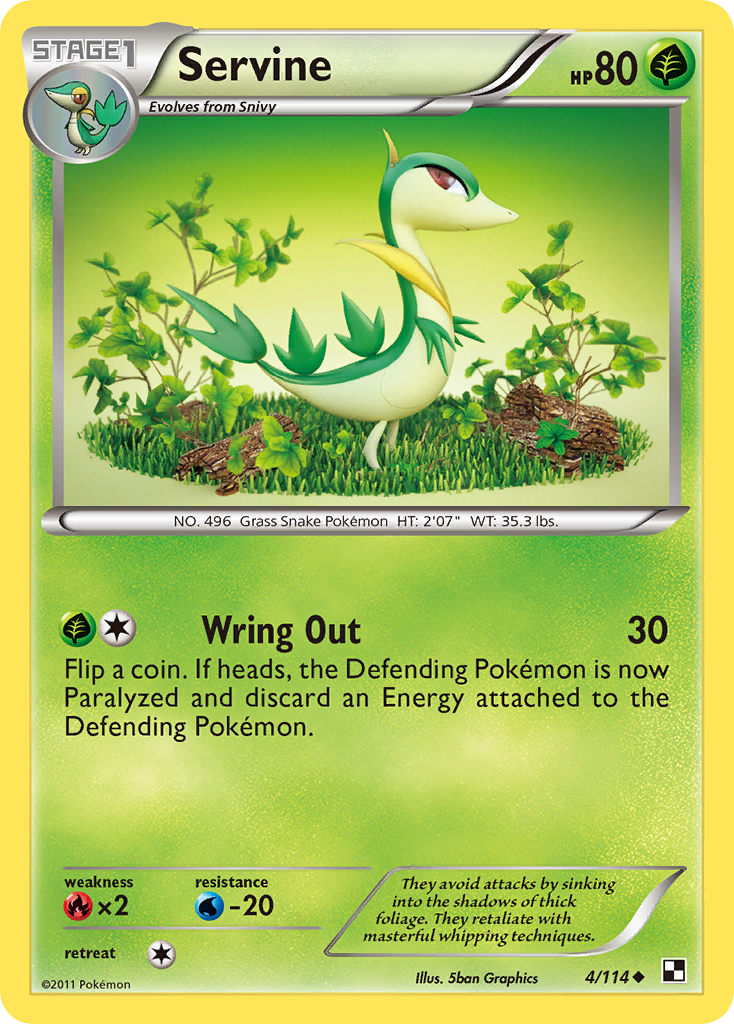 STAGE1
Servine
HP80
Evolves from Snivy
NO. 496 Grass Snake Pokémon HT: 2'07" WT: 35.3 lbs.
Wring Out 30
Flip a coin. If heads, the Defending Pokémon is now
Paralyzed and discard an Energy attached to the
Defending Pokémon.
weakness
×2
resistance
-20
retreat
They avoid attacks by sinking
into the shadows of thick
foliage. They retaliate with
masterful whipping techniques.
©2011 Pokémon
Illus. 5ban Graphics
4/114